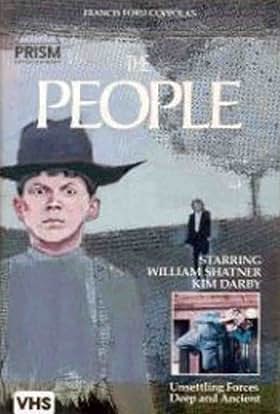 FRANCIS FORD COPPOLA'S
PRISM
THE
PEOPLE
STARRING
WILLIAM SHATNER
KIM DARBY
Unsettling Forces
Deep and Ancient
VHS